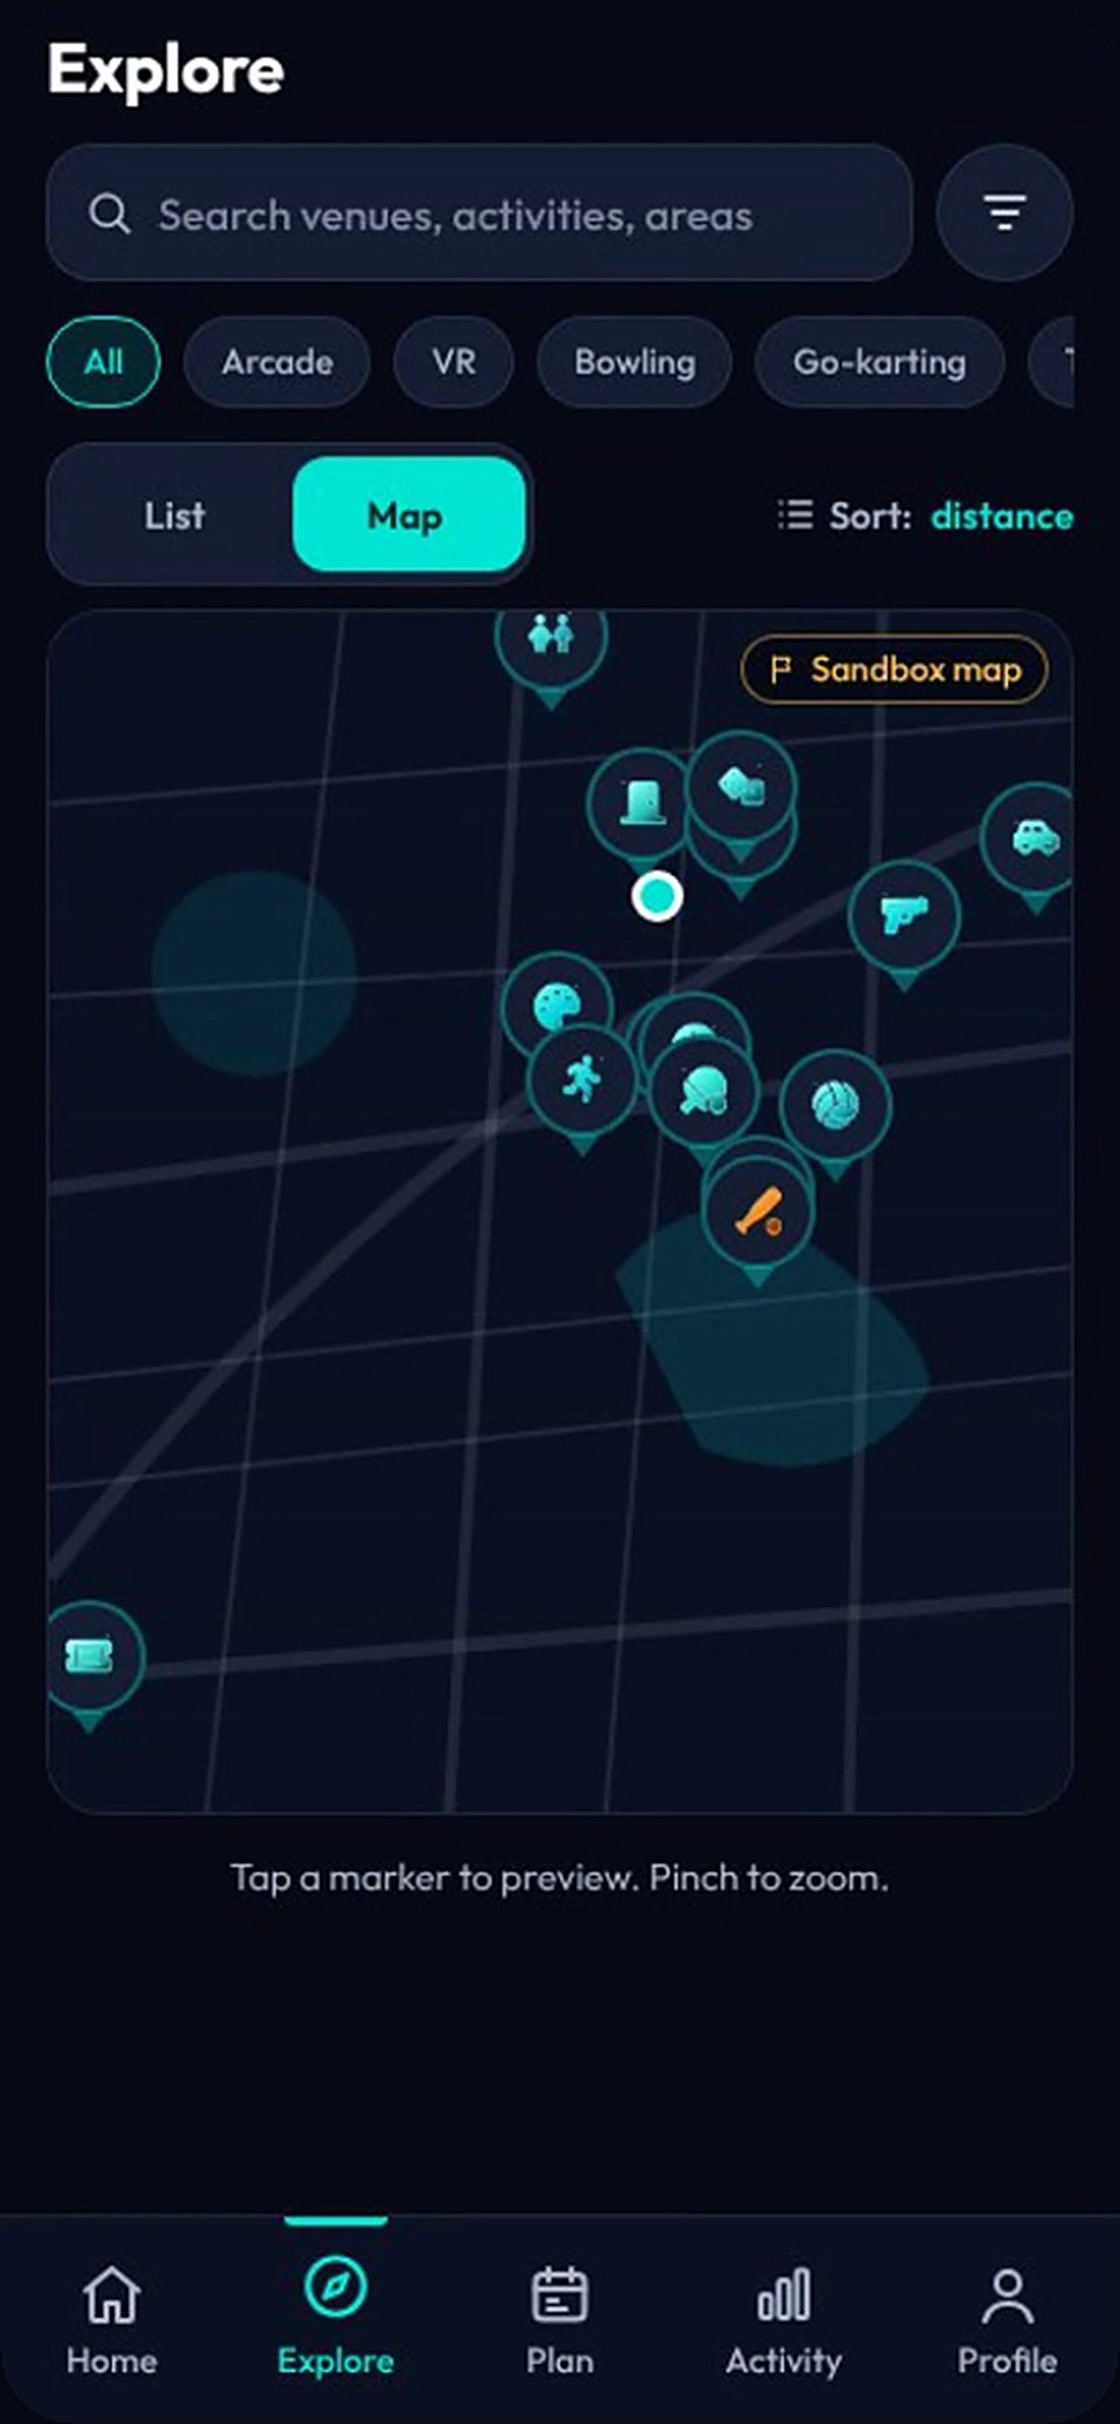 Explore
Search venues, activities, areas
All Arcade VR Bowling Go-karting
List Map Sort: distance
Sandbox map
Tap a marker to preview. Pinch to zoom.
Home Explore Plan Activity Profile